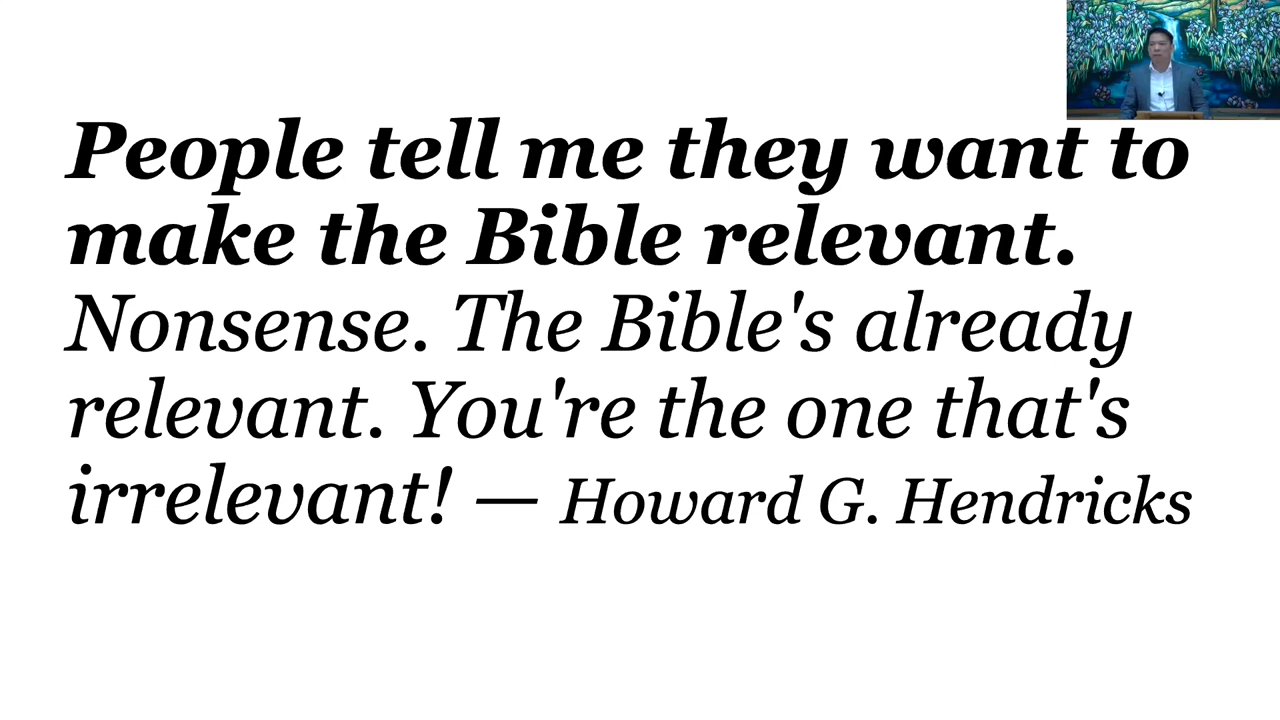 People tell me they want to
make the Bible relevant.
Nonsense. The Bible's already
relevant. You're the one that's
irrelevant! — Howard G. Hendricks